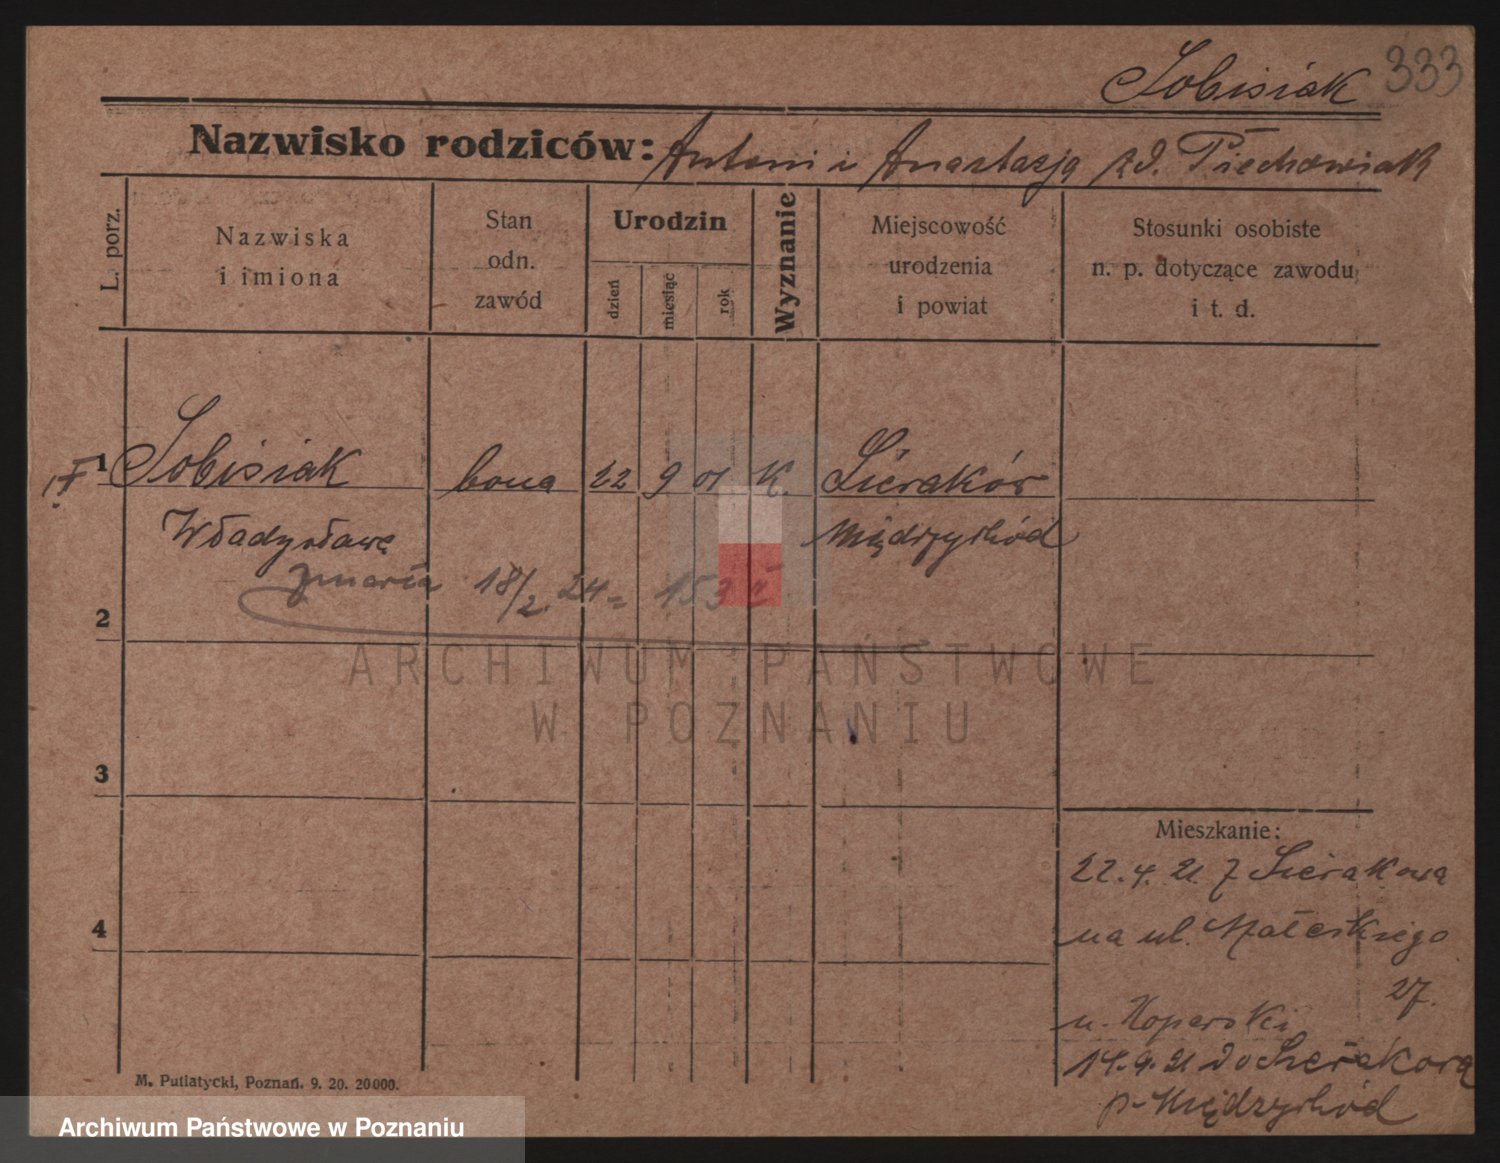 Sobisiak 333
Nazwisko rodziców: Antoni i Anastazja zd. Piechowiak
L. porz.
Nazwiska
i imiona
Stan
odn.
zawód
Urodzin
dzień
miesiąc
rok
Wyznanie
Miejscowość
urodzenia
i powiat
Stosunki osobiste
n. p. dotyczące zawodu
i t. d.
1 Sobisiak bona 22 9 01 K. Sieraków
Władysława Międzychód
zmarła 18/2 24 = 153
2
3
4
ARCHIWUM PAŃSTWOWE
W POZNANIU
Mieszkanie:
22.4.21 z Sierakowa
na ul. Małeckiego
27.
u. Koperski
14.9.21 do Sierakowa
p. Międzychód
M. Putiatycki, Poznań. 9. 20. 20000.
Archiwum Państwowe w Poznaniu